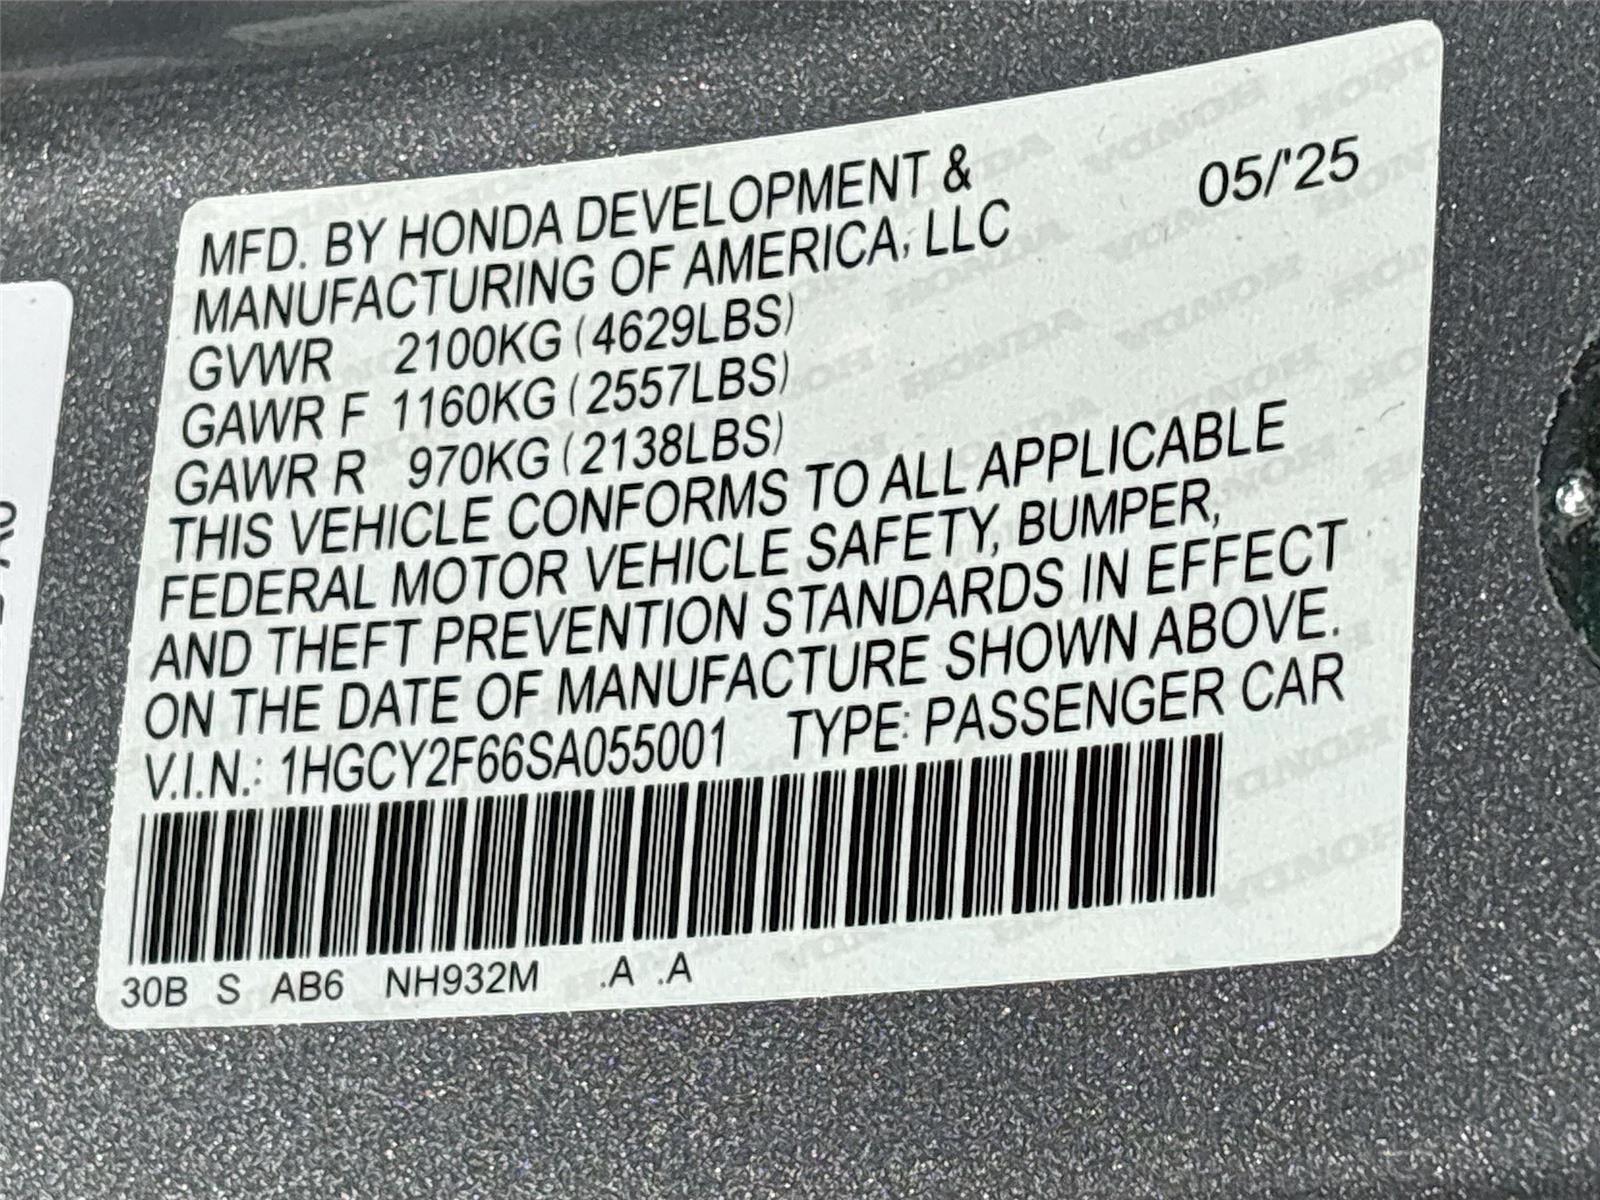 MFD. BY HONDA DEVELOPMENT & 05/'25
MANUFACTURING OF AMERICA, LLC
GVWR 2100KG (4629LBS)
GAWR F 1160KG (2557LBS)
GAWR R 970KG (2138LBS)
THIS VEHICLE CONFORMS TO ALL APPLICABLE
FEDERAL MOTOR VEHICLE SAFETY, BUMPER,
AND THEFT PREVENTION STANDARDS IN EFFECT
ON THE DATE OF MANUFACTURE SHOWN ABOVE.
V.I.N.: 1HGCY2F66SA055001 TYPE: PASSENGER CAR
30B S AB6 NH932M .A .A